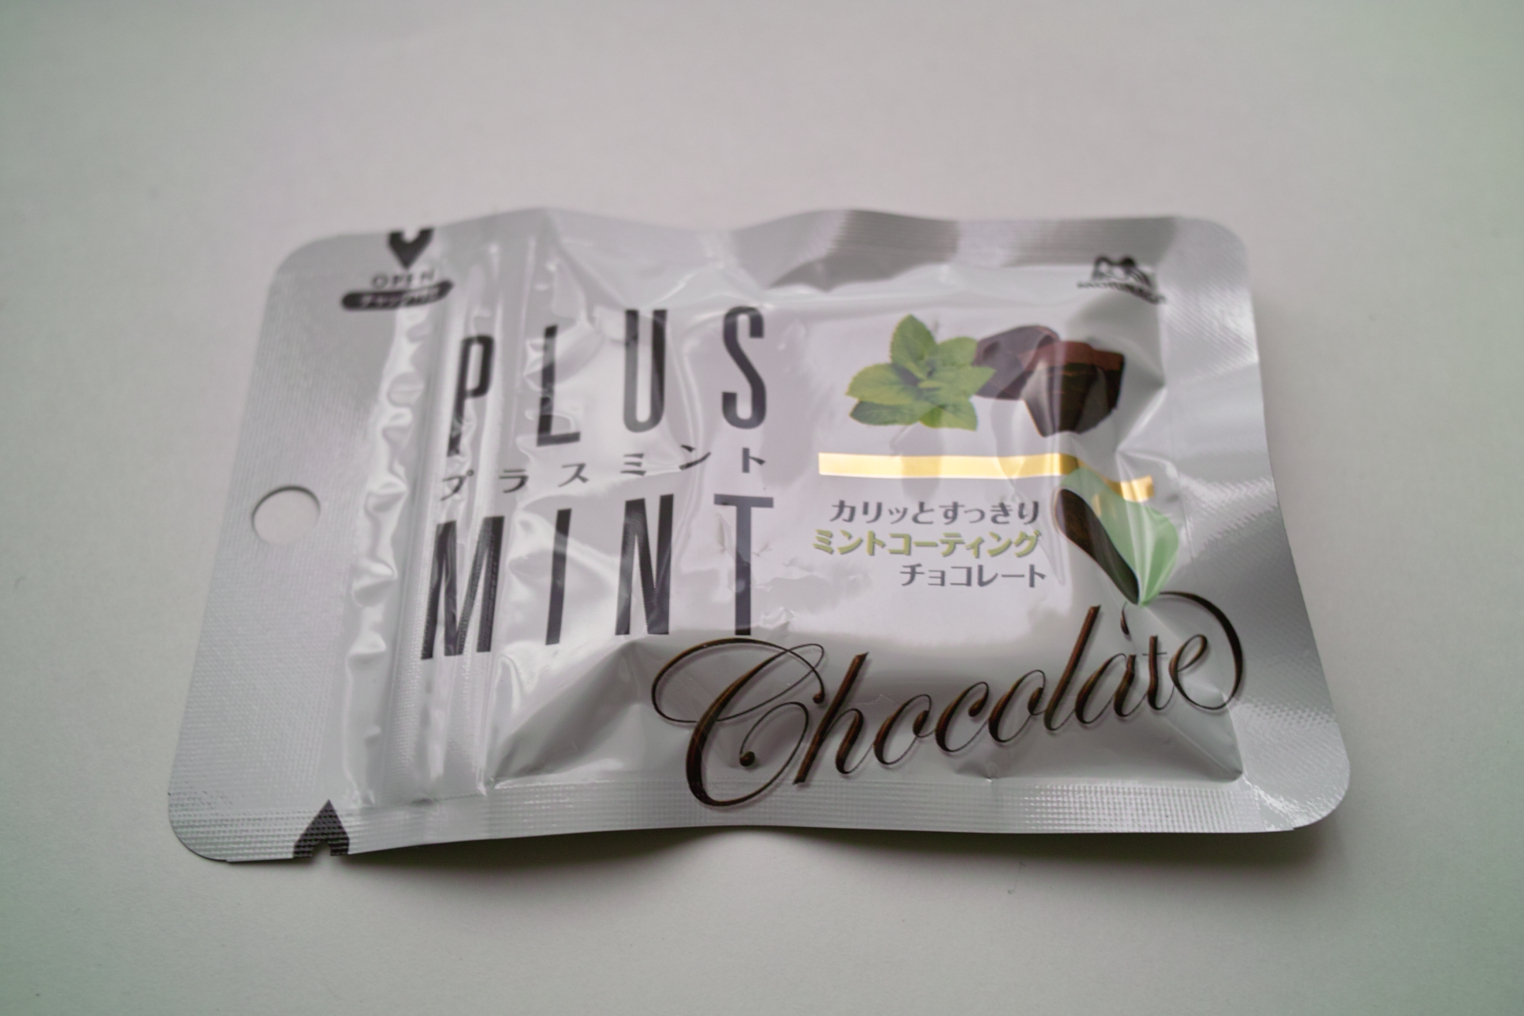 OPEN
PLUS
プラスミント
MINT
カリッとすっきり
ミントコーティング
チョコレート
Chocolate